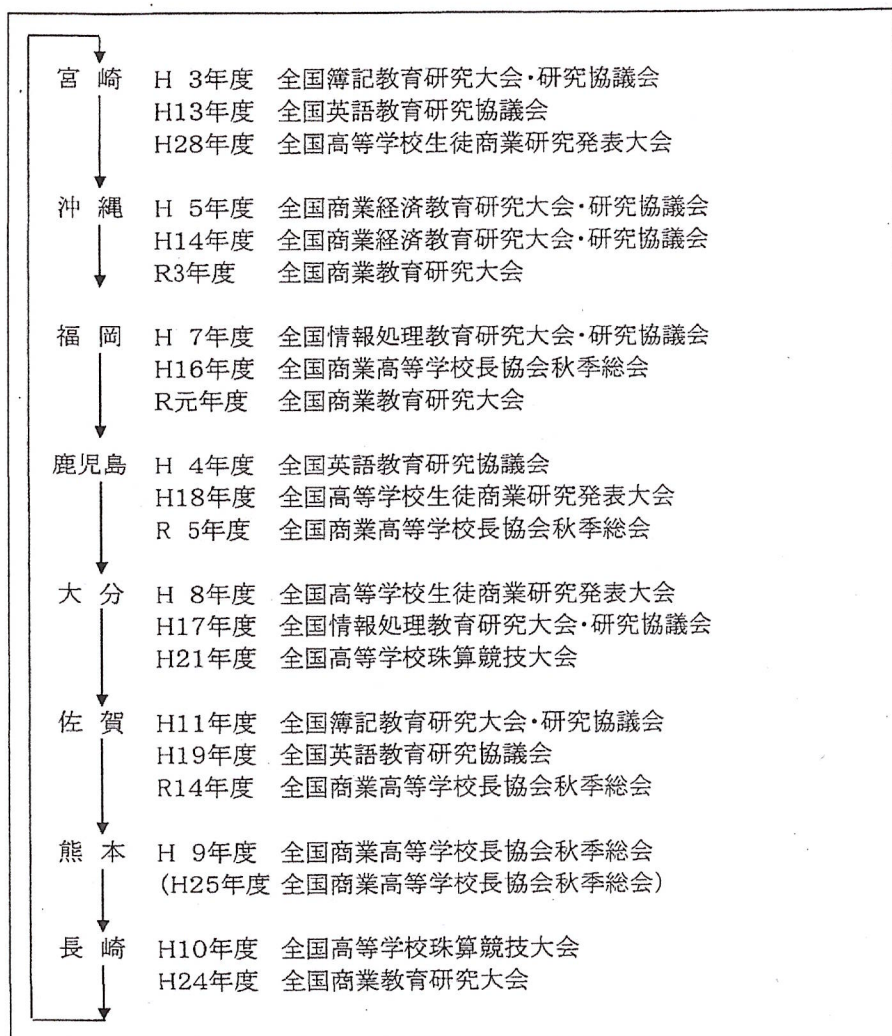 宮 崎 H 3年度 全国簿記教育研究大会・研究協議会
H13年度 全国英語教育研究協議会
H28年度 全国高等学校生徒商業研究発表大会
沖 縄 H 5年度 全国商業経済教育研究大会・研究協議会
H14年度 全国商業経済教育研究大会・研究協議会
R3年度 全国商業教育研究大会
福 岡 H 7年度 全国情報処理教育研究大会・研究協議会
H16年度 全国商業高等学校長協会秋季総会
R元年度 全国商業教育研究大会
鹿児島 H 4年度 全国英語教育研究協議会
H18年度 全国高等学校生徒商業研究発表大会
R 5年度 全国商業高等学校長協会秋季総会
大 分 H 8年度 全国高等学校生徒商業研究発表大会
H17年度 全国情報処理教育研究大会・研究協議会
H21年度 全国高等学校珠算競技大会
佐 賀 H11年度 全国簿記教育研究大会・研究協議会
H19年度 全国英語教育研究協議会
R14年度 全国商業高等学校長協会秋季総会
熊 本 H 9年度 全国商業高等学校長協会秋季総会
(H25年度 全国商業高等学校長協会秋季総会)
長 崎 H10年度 全国高等学校珠算競技大会
H24年度 全国商業教育研究大会